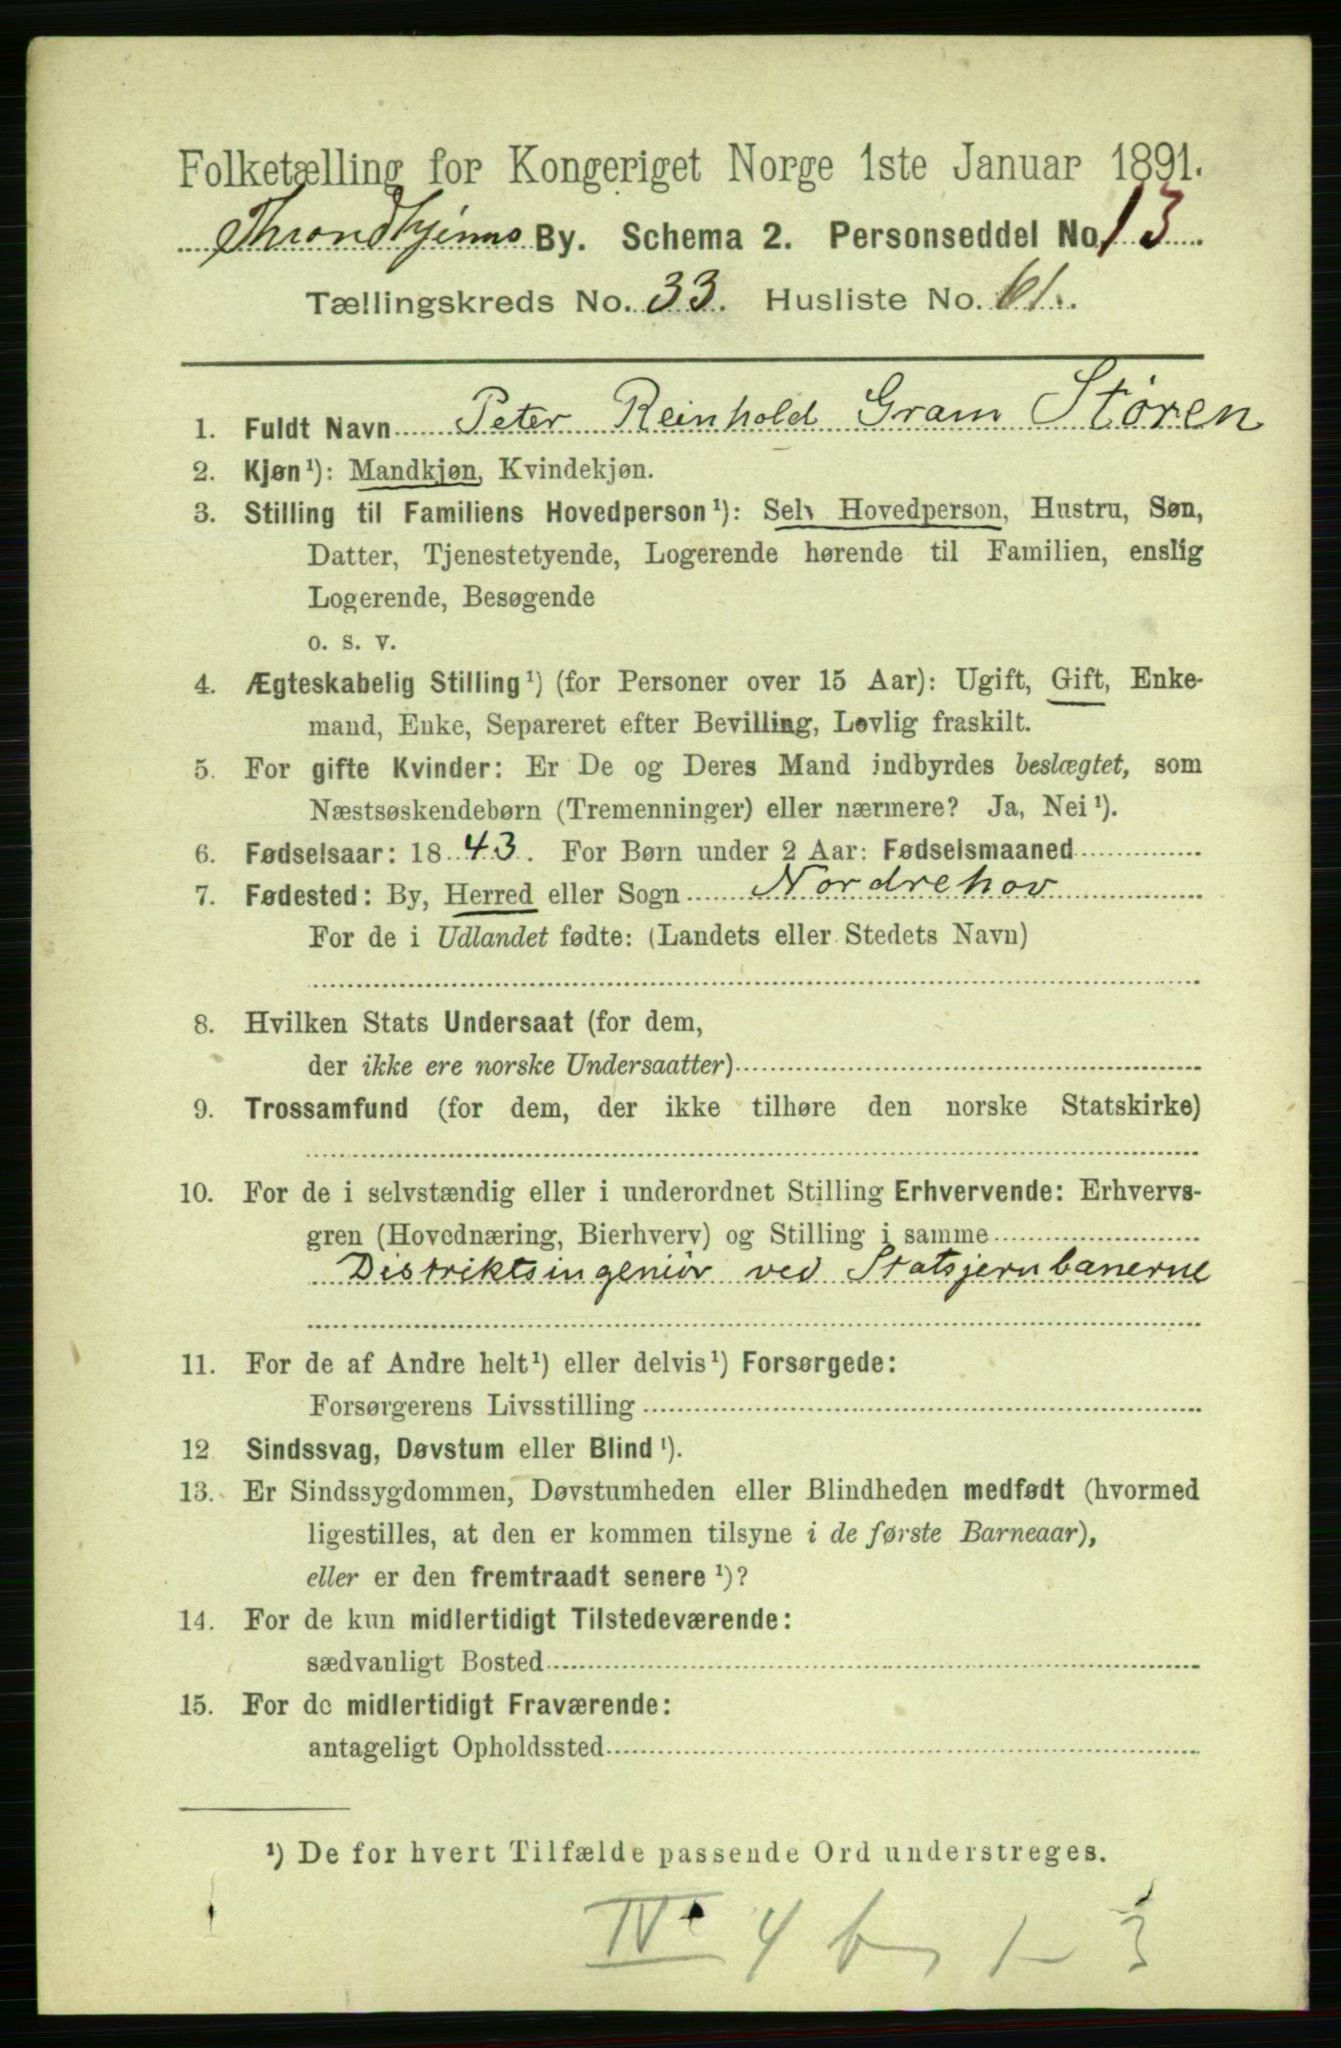 Folketælling for Kongeriget Norge 1ste Januar 1891.
Throndhjems By. Schema 2. Personseddel No. 13
Tællingskreds No. 33. Husliste No. 61.
1. Fuldt Navn Peter Reinhold Gram Støren
2. Kjøn¹): Mandkjøn, Kvindekjøn.
3. Stilling til Familiens Hovedperson¹): Selv Hovedperson, Hustru, Søn,
Datter, Tjenestetyende, Logerende hørende til Familien, enslig
Logerende, Besøgende
o. s. v.
4. Ægteskabelig Stilling¹) (for Personer over 15 Aar): Ugift, Gift, Enke-
mand, Enke, Separeret efter Bevilling, Lovlig fraskilt.
5. For gifte Kvinder: Er De og Deres Mand indbyrdes beslægtet, som
Næstsøskendebørn (Tremenninger) eller nærmere? Ja, Nei¹).
6. Fødselsaar: 1843. For Børn under 2 Aar: Fødselsmaaned
7. Fødested: By, Herred eller Sogn Nordrehov
For de i Udlandet fødte: (Landets eller Stedets Navn)
8. Hvilken Stats Undersaat (for dem,
der ikke ere norske Undersaatter)
9. Trossamfund (for dem, der ikke tilhøre den norske Statskirke)
10. For de i selvstændig eller i underordnet Stilling Erhvervende: Erhvervs-
gren (Hovednæring, Bierhverv) og Stilling i samme
Distriktsingeniør ved Statsjernbanerne
11. For de af Andre helt¹) eller delvis¹) Forsørgede:
Forsørgerens Livsstilling
12 Sindssvag, Døvstum eller Blind¹).
13. Er Sindssygdommen, Døvstumheden eller Blindheden medfødt (hvormed
ligestilles, at den er kommen tilsyne i de første Barneaar),
eller er den fremtraadt senere¹)?
14. For de kun midlertidigt Tilstedeværende:
sædvanligt Bosted
15. For de midlertidigt Fraværende:
antageligt Opholdssted
¹) De for hvert Tilfælde passende Ord understreges.
IV 4 b 1 - 3